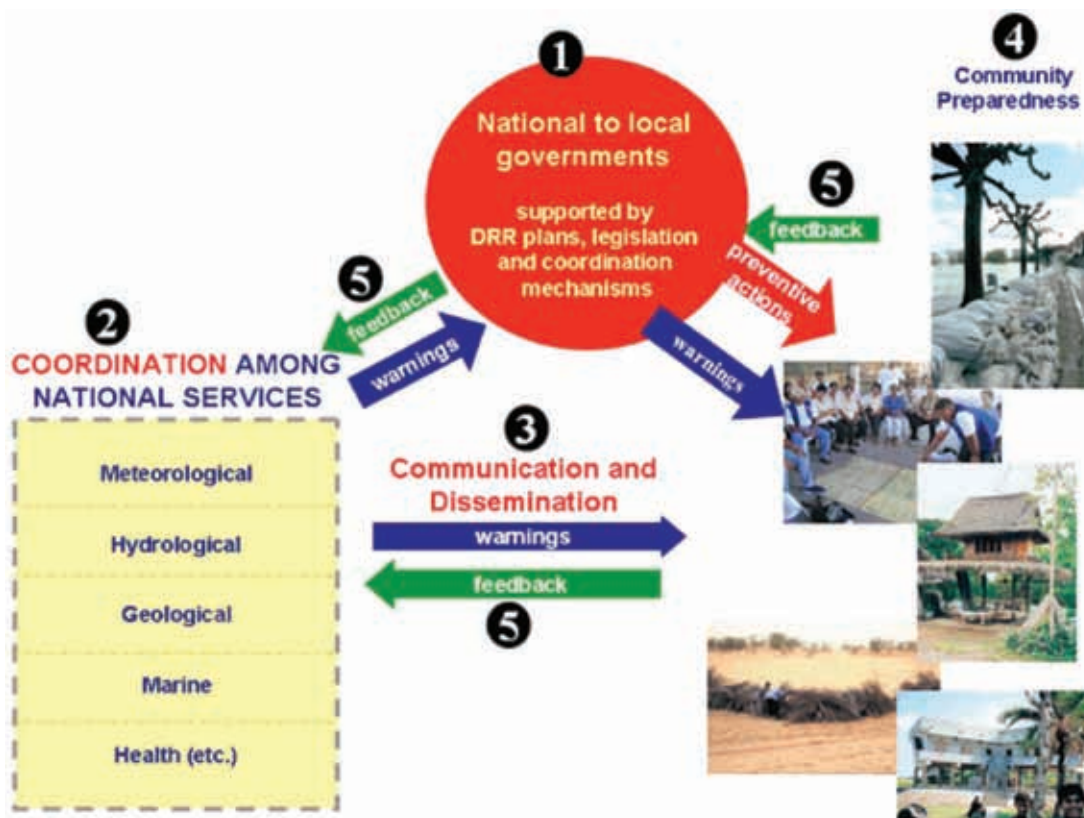 1
National to local
governments
supported by
DRR plans, legislation
and coordination
mechanisms
4
Community
Preparedness
5
feedback
preventive
actions,
warnings
5
feedback
warnings
2
COORDINATION AMONG
NATIONAL SERVICES
Meteorological
Hydrological
Geological
Marine
Health (etc.)
3
Communication and
Dissemination
warnings
feedback
5